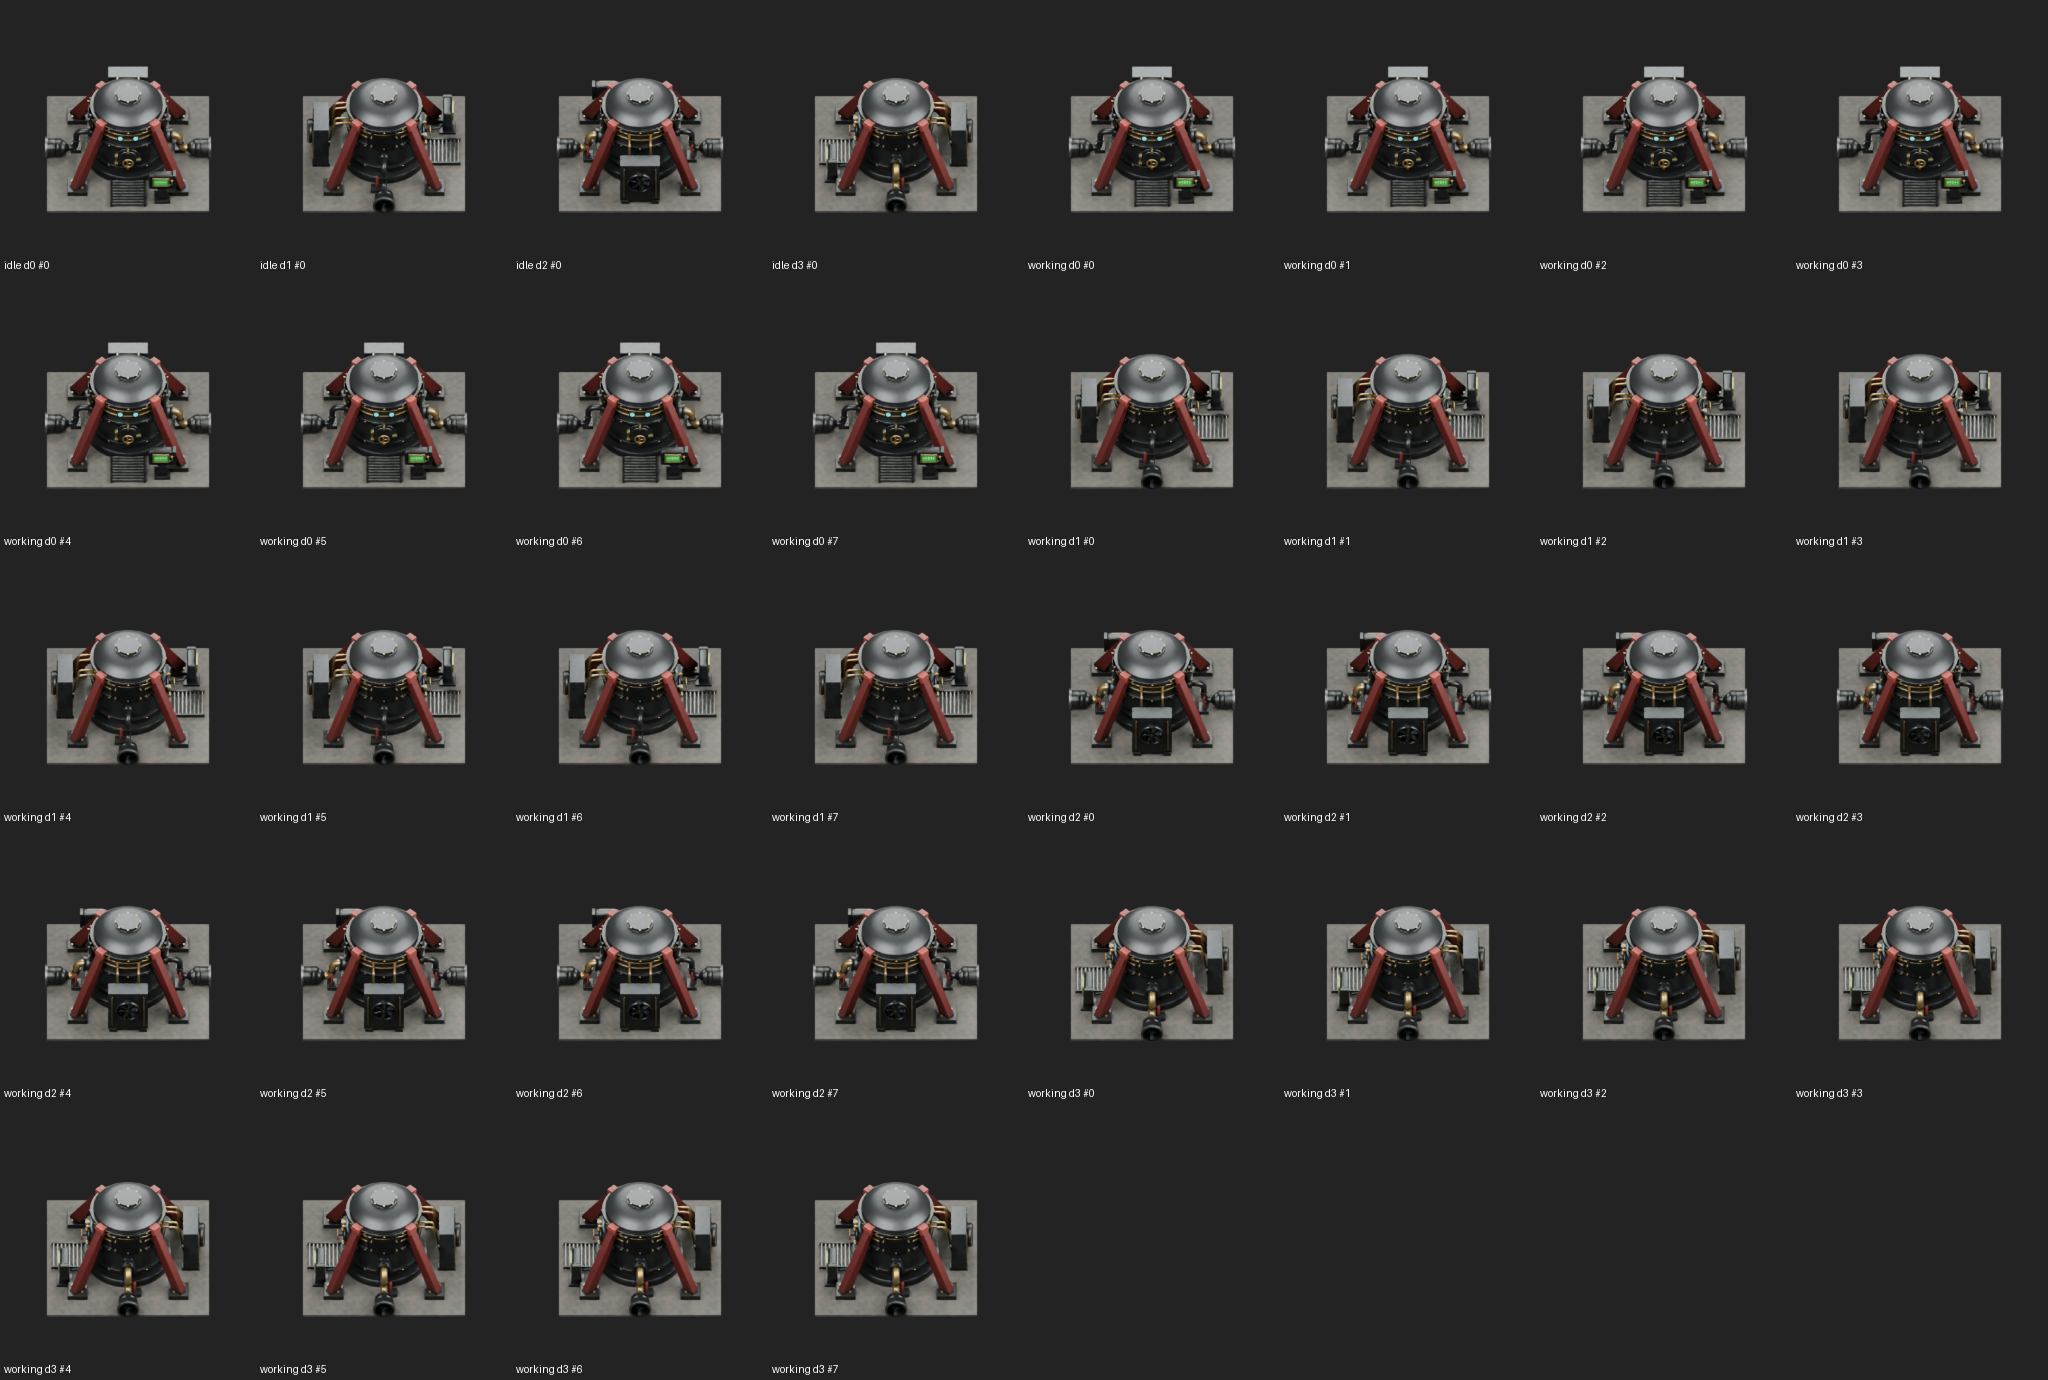 idle d0 #0
idle d1 #0
idle d2 #0
idle d3 #0
working d0 #0
working d0 #1
working d0 #2
working d0 #3
working d0 #4
working d0 #5
working d0 #6
working d0 #7
working d1 #0
working d1 #1
working d1 #2
working d1 #3
working d1 #4
working d1 #5
working d1 #6
working d1 #7
working d2 #0
working d2 #1
working d2 #2
working d2 #3
working d2 #4
working d2 #5
working d2 #6
working d2 #7
working d3 #0
working d3 #1
working d3 #2
working d3 #3
working d3 #4
working d3 #5
working d3 #6
working d3 #7